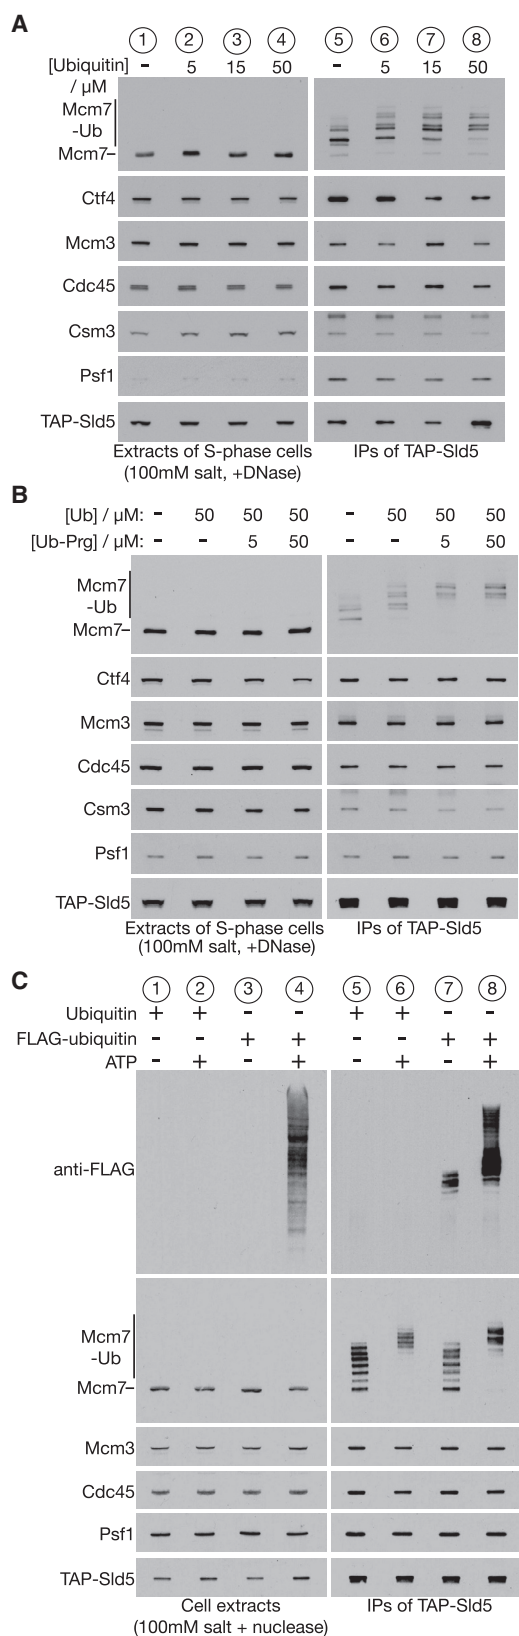 A
1 2 3 4 5 6 7 8
[Ubiquitin] - 5 15 50 - 5 15 50
/ μM
Mcm7
-Ub
Mcm7
Ctf4
Mcm3
Cdc45
Csm3
Psf1
TAP-Sld5
Extracts of S-phase cells IPs of TAP-Sld5
(100mM salt, +DNase)
B
[Ub] / μM: - 50 50 50 - 50 50 50
[Ub-Prg] / μM: - - 5 50 - - 5 50
Mcm7
-Ub
Mcm7
Ctf4
Mcm3
Cdc45
Csm3
Psf1
TAP-Sld5
Extracts of S-phase cells IPs of TAP-Sld5
(100mM salt, +DNase)
C
1 2 3 4 5 6 7 8
Ubiquitin + + - - + + - -
FLAG-ubiquitin - - + + - - + +
ATP - + - + - + - +
anti-FLAG
Mcm7
-Ub
Mcm7
Mcm3
Cdc45
Psf1
TAP-Sld5
Cell extracts IPs of TAP-Sld5
(100mM salt + nuclease)